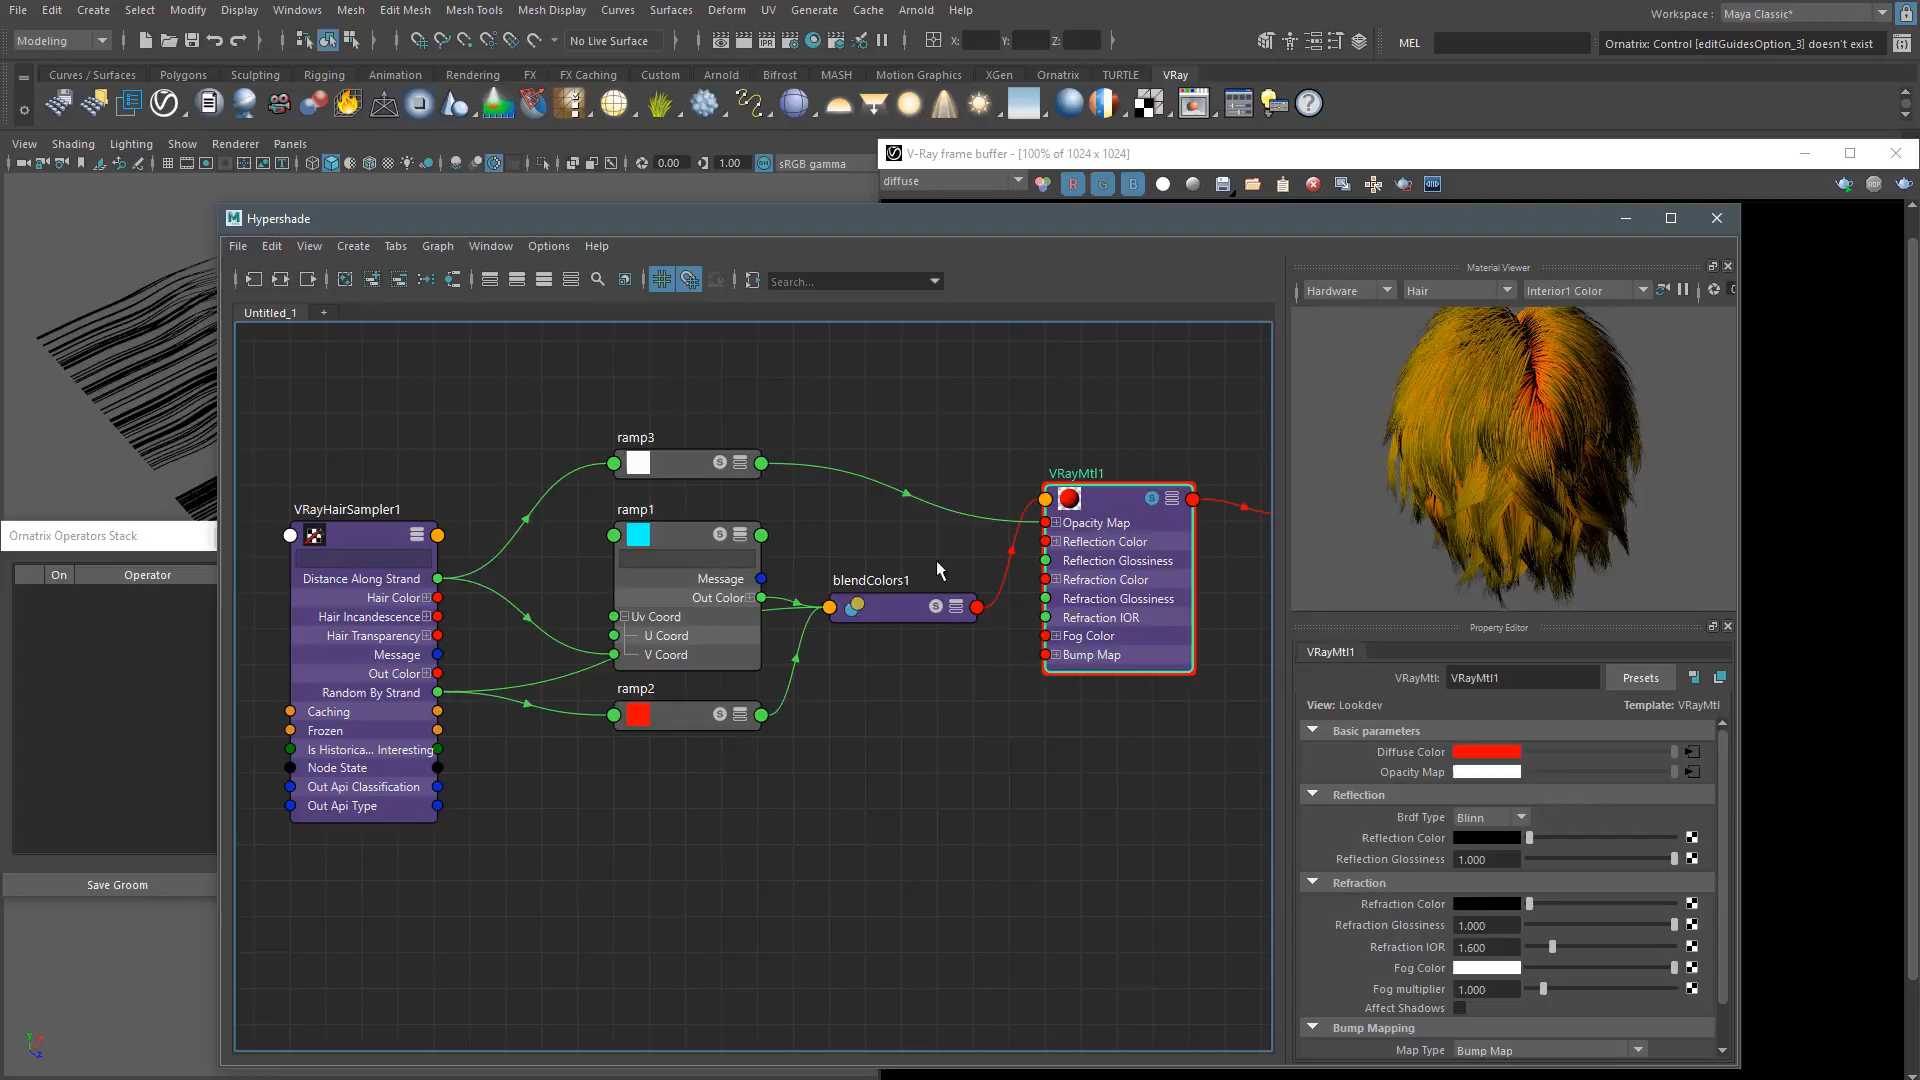 File Edit Create Select Modify Display Windows Mesh Edit Mesh Mesh Tools Mesh Display Curves Surfaces Deform UV Generate Cache Arnold Help
Workspace : Maya Classic*
Modeling
No Live Surface
X: Y: Z:
MEL
Ornatrix: Control [editGuidesOption_3] doesn't exist
Curves / Surfaces Polygons Sculpting Rigging Animation Rendering FX FX Caching Custom Arnold Bifrost MASH Motion Graphics XGen Ornatrix TURTLE VRay
View Shading Lighting Show Renderer Panels
V-Ray frame buffer - [100% of 1024 x 1024]
0.00 1.00 sRGB gamma
diffuse
R G B
STOP
Hypershade
File Edit View Create Tabs Graph Window Options Help
Search...
Untitled_1 +
Material Viewer
Hardware Hair Interior1 Color
ramp3
VRayMtl1
Opacity Map
Reflection Color
Reflection Glossiness
Refraction Color
Refraction Glossiness
Refraction IOR
Fog Color
Bump Map
VRayHairSampler1
Distance Along Strand
Hair Color
Hair Incandescence
Hair Transparency
Message
Out Color
Random By Strand
Caching
Frozen
Is Historica... Interesting
Node State
Out Api Classification
Out Api Type
ramp1
Message
Out Color
Uv Coord
U Coord
V Coord
blendColors1
ramp2
Ornatrix Operators Stack
On Operator
Save Groom
Property Editor
VRayMtl1
VRayMtl: VRayMtl1 Presets
View: Lookdev Template: VRayMtl
Basic parameters
Diffuse Color
Opacity Map
Reflection
Brdf Type Blinn
Reflection Color
Reflection Glossiness 1.000
Refraction
Refraction Color
Refraction Glossiness 1.000
Refraction IOR 1.600
Fog Color
Fog multiplier 1.000
Affect Shadows
Bump Mapping
Map Type Bump Map